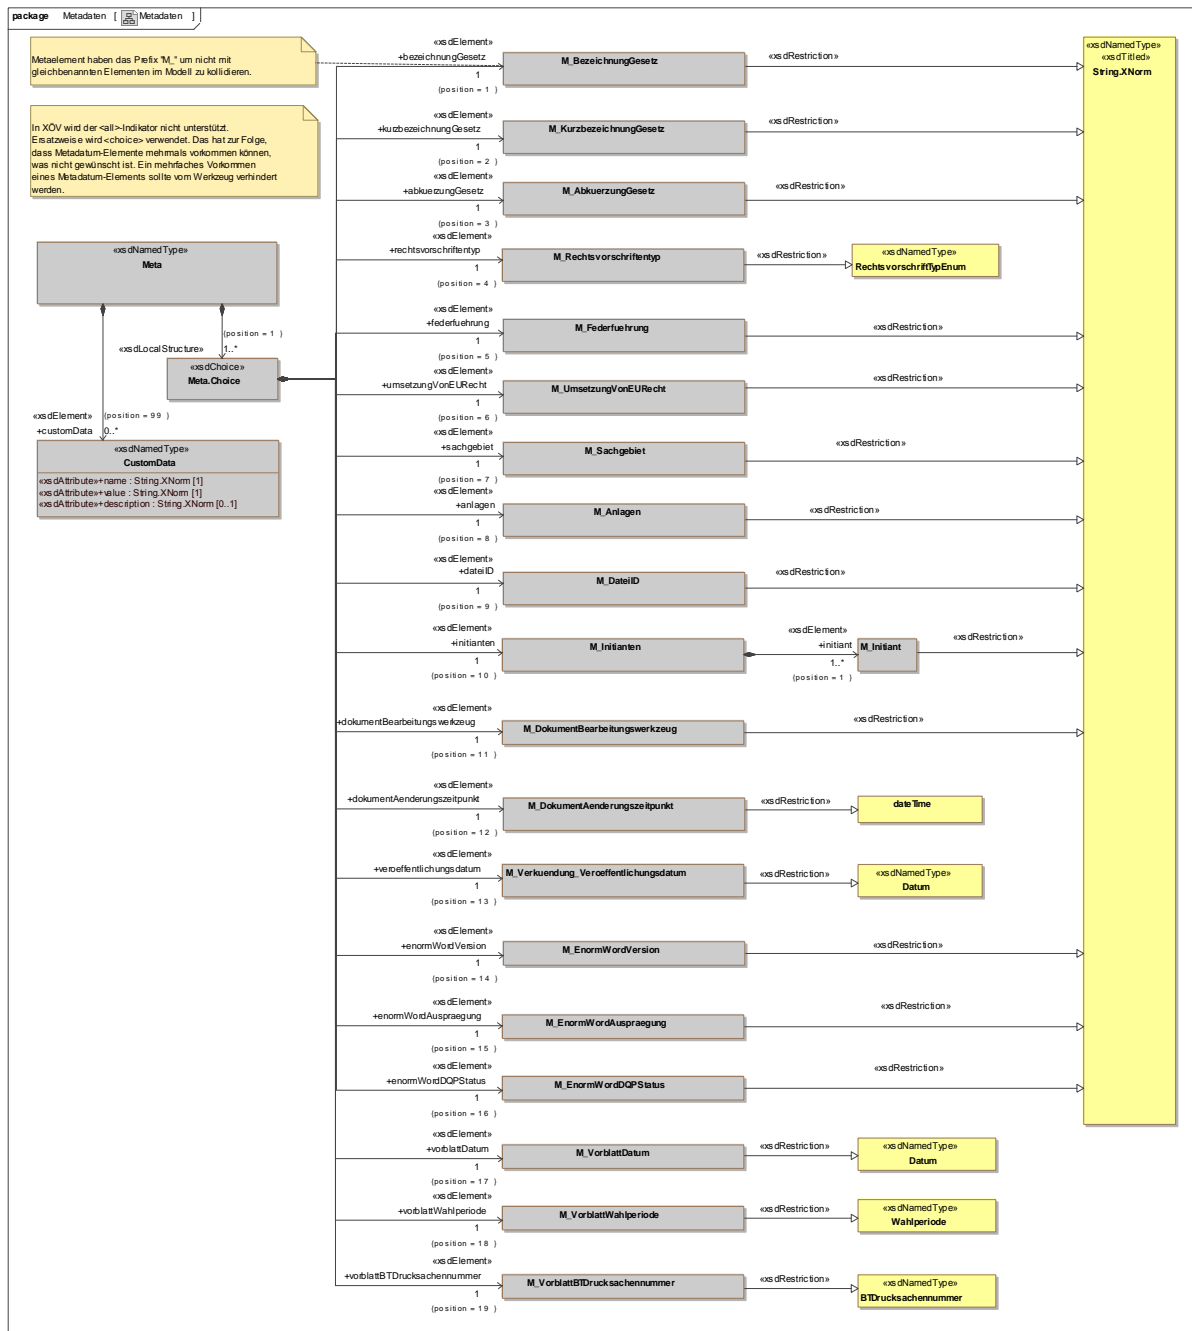 package Metadaten [ Metadaten ]
Metaelement haben das Prefix "M_" um nicht mit
gleichbenannten Elementen im Modell zu kollidieren.
In XÖV wird der <all>-Indikator nicht unterstützt.
Ersatzweise wird <choice> verwendet. Das hat zur Folge,
dass Metadatum-Elemente mehrmals vorkommen können,
was nicht gewünscht ist. Ein mehrfaches Vorkommen
eines Metadatum-Elements sollte vom Werkzeug verhindert
werden.
«xsdNamedType»
Meta
{position = 1 }
«xsdLocalStructure»
1..*
«xsdChoice»
Meta.Choice
«xsdElement»
{position = 99 }
+customData
0..*
«xsdNamedType»
CustomData
«xsdAttribute»+name : String.XNorm [1]
«xsdAttribute»+value : String.XNorm [1]
«xsdAttribute»+description : String.XNorm [0..1]
«xsdElement»
+bezeichnungGesetz
1
{position = 1 }
M_BezeichnungGesetz
«xsdRestriction»
«xsdNamedType»
«xsdTitled»
String.XNorm
«xsdElement»
+kurzbezeichnungGesetz
1
{position = 2 }
M_KurzbezeichnungGesetz
«xsdRestriction»
«xsdElement»
+abkuerzungGesetz
1
{position = 3 }
M_AbkuerzungGesetz
«xsdRestriction»
«xsdElement»
+rechtsvorschriftentyp
1
{position = 4 }
M_Rechtsvorschriftentyp
«xsdRestriction»
«xsdNamedType»
RechtsvorschriftTypEnum
«xsdElement»
+federfuehrung
1
{position = 5 }
M_Federfuehrung
«xsdRestriction»
«xsdElement»
+umsetzungVonEURecht
1
{position = 6 }
M_UmsetzungVonEURecht
«xsdRestriction»
«xsdElement»
+sachgebiet
1
{position = 7 }
M_Sachgebiet
«xsdRestriction»
«xsdElement»
+anlagen
1
{position = 8 }
M_Anlagen
«xsdRestriction»
«xsdElement»
+dateiID
1
{position = 9 }
M_DateiID
«xsdRestriction»
«xsdElement»
+initianten
1
{position = 10 }
M_Initianten
«xsdElement»
+initiant
1..*
{position = 1 }
M_Initiant
«xsdRestriction»
«xsdElement»
+dokumentBearbeitungswerkzeug
1
{position = 11 }
M_DokumentBearbeitungswerkzeug
«xsdRestriction»
«xsdElement»
+dokumentAenderungszeitpunkt
1
{position = 12 }
M_DokumentAenderungszeitpunkt
«xsdRestriction»
dateTime
«xsdElement»
+veroeffentlichungsdatum
1
{position = 13 }
M_Verkuendung_Veroeffentlichungsdatum
«xsdRestriction»
«xsdNamedType»
Datum
«xsdElement»
+enormWordVersion
1
{position = 14 }
M_EnormWordVersion
«xsdRestriction»
«xsdElement»
+enormWordAuspraegung
1
{position = 15 }
M_EnormWordAuspraegung
«xsdRestriction»
«xsdElement»
+enormWordDQPStatus
1
{position = 16 }
M_EnormWordDQPStatus
«xsdRestriction»
«xsdElement»
+vorblattDatum
1
{position = 17 }
M_VorblattDatum
«xsdRestriction»
«xsdNamedType»
Datum
«xsdElement»
+vorblattWahlperiode
1
{position = 18 }
M_VorblattWahlperiode
«xsdRestriction»
«xsdNamedType»
Wahlperiode
«xsdElement»
+vorblattBTDrucksachennummer
1
{position = 19 }
M_VorblattBTDrucksachennummer
«xsdRestriction»
«xsdNamedType»
BTDrucksachennummer